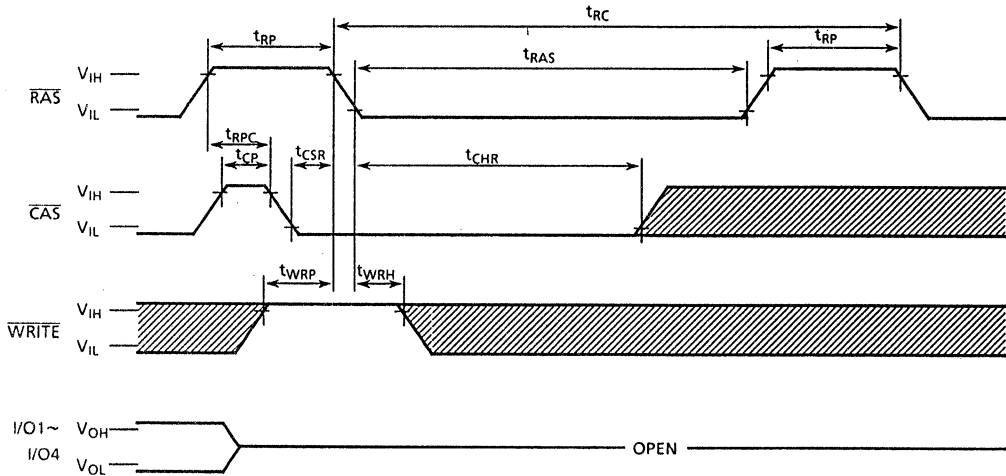 tRC
tRP
tRAS
tRP
RAS
VIH
VIL
tRPC
tCP
tCSR
tCHR
CAS
VIH
VIL
tWRP
tWRH
WRITE
VIH
VIL
I/O1~
I/O4
VOH
VOL
OPEN